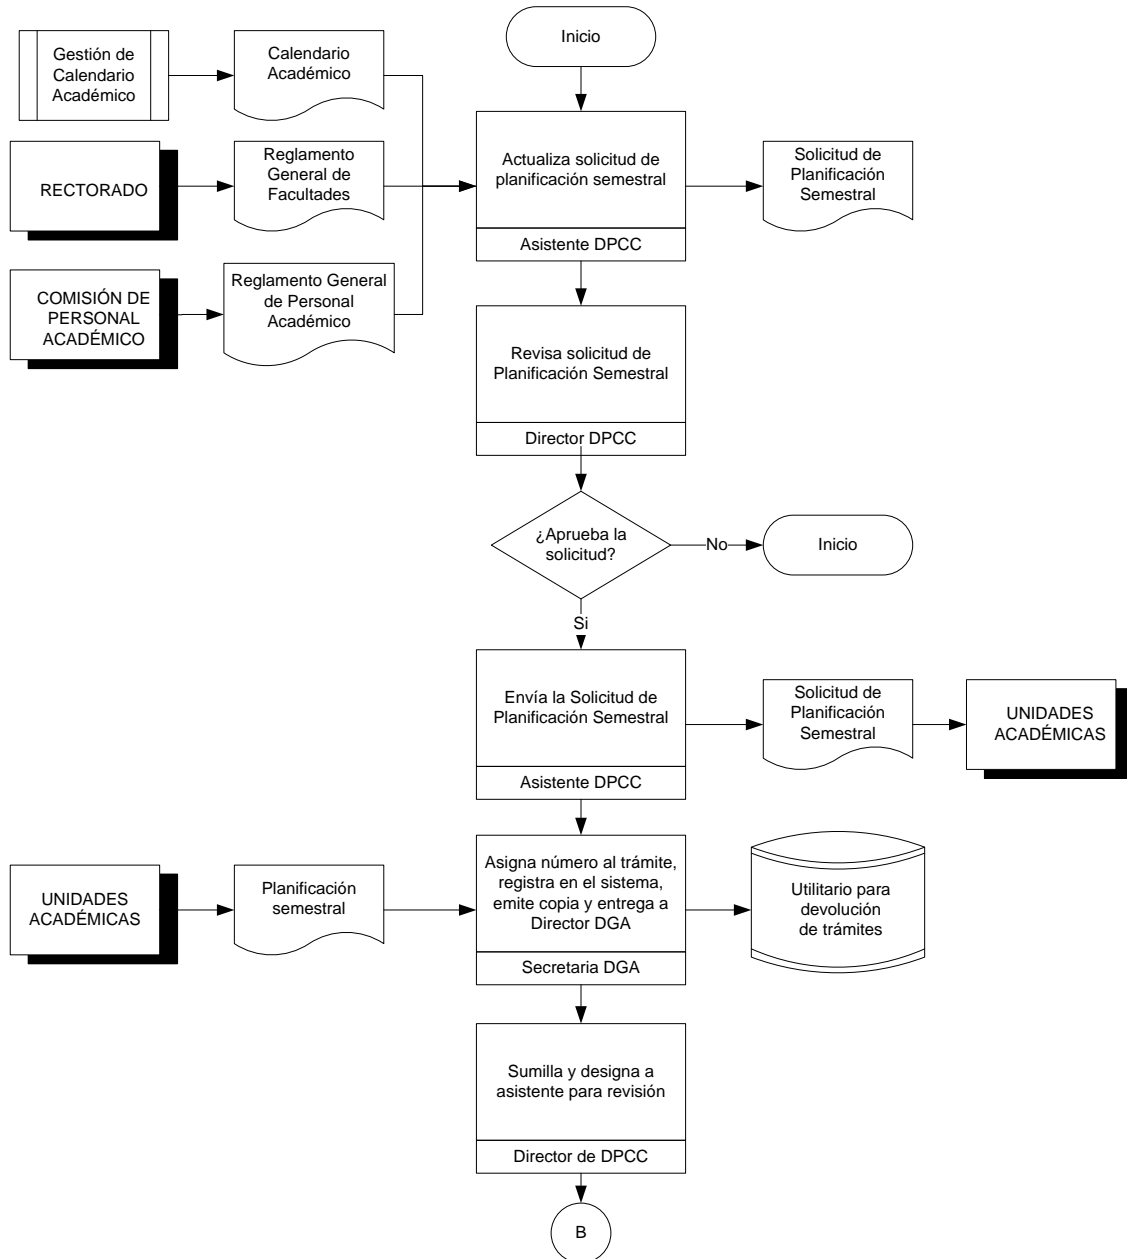 Inicio
Gestión de
Calendario
Académico
Calendario
Académico
RECTORADO
Reglamento
General de
Facultades
Actualiza solicitud de
planificación semestral
Asistente DPCC
Solicitud de
Planificación
Semestral
COMISIÓN DE
PERSONAL
ACADÉMICO
Reglamento General
de Personal
Académico
Revisa solicitud de
Planificación Semestral
Director DPCC
¿Aprueba la
solicitud?
No
Inicio
Si
Envía la Solicitud de
Planificación Semestral
Asistente DPCC
Solicitud de
Planificación
Semestral
UNIDADES
ACADÉMICAS
UNIDADES
ACADÉMICAS
Planificación
semestral
Asigna número al trámite,
registra en el sistema,
emite copia y entrega a
Director DGA
Secretaria DGA
Utilitario para
devolución
de trámites
Sumilla y designa a
asistente para revisión
Director de DPCC
B